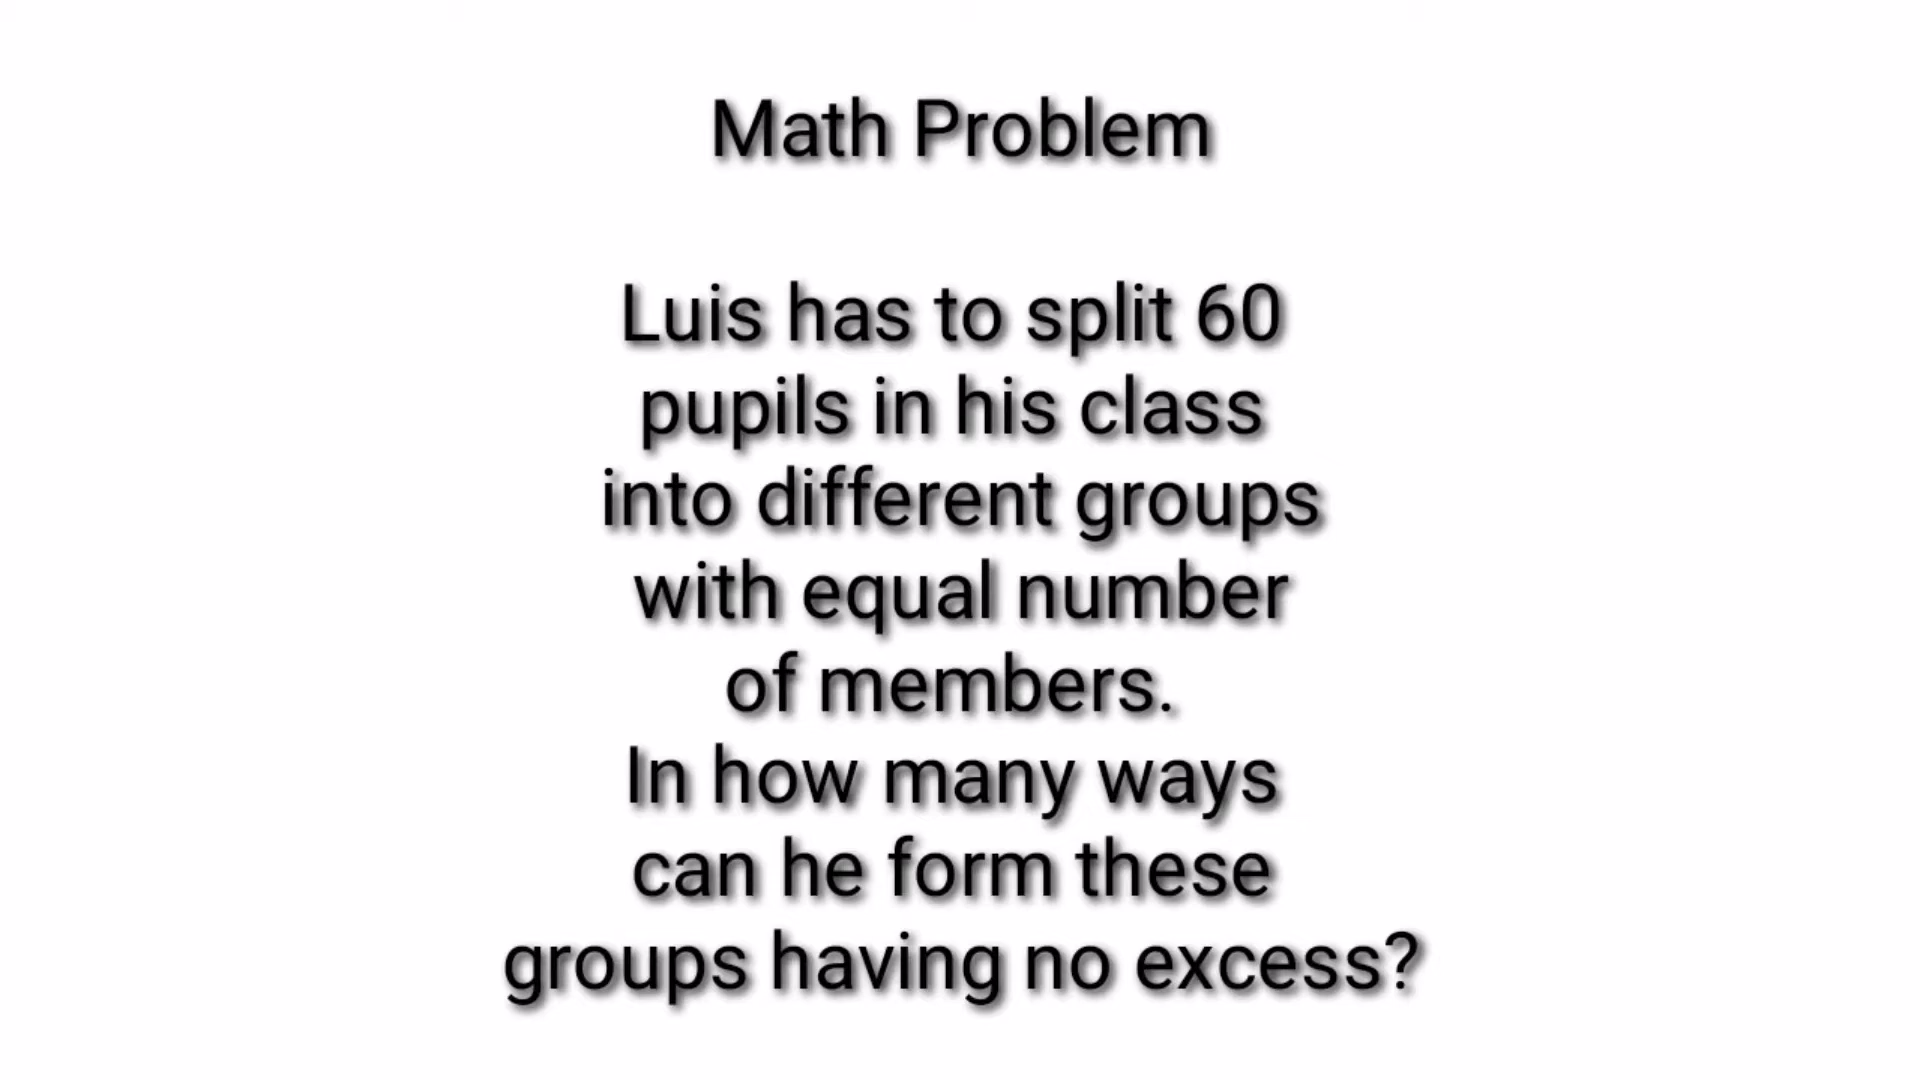 Math Problem
Luis has to split 60
pupils in his class
into different groups
with equal number
of members.
In how many ways
can he form these
groups having no excess?